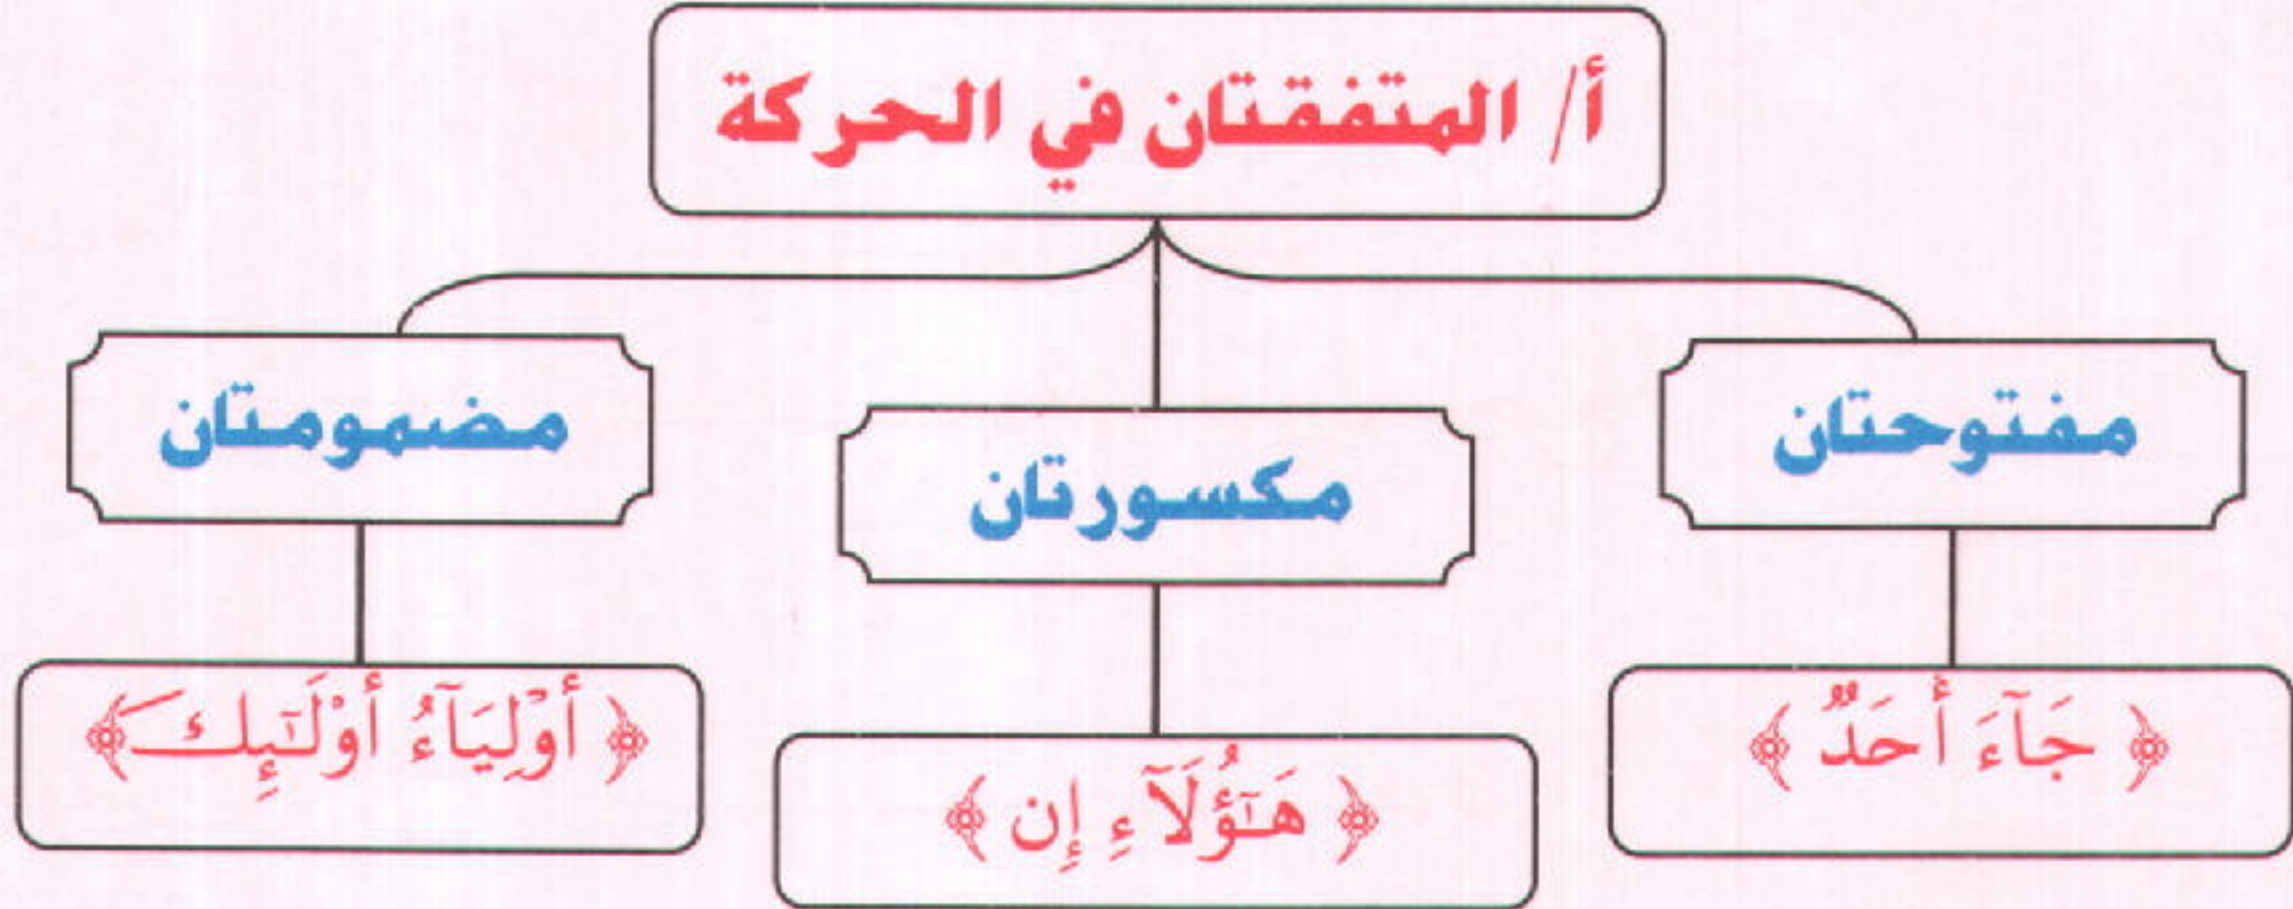 أ/ المتفقتان في الحركة
مفتوحتان
مكسورتان
مضمومتان
﴿ جَآءَ أَحَدٌ ﴾
﴿ هَـٰٓؤُلَآءِ إِن ﴾
﴿ أَوْلِيَآءُ أُوْلَـٰٓئِكَ ﴾